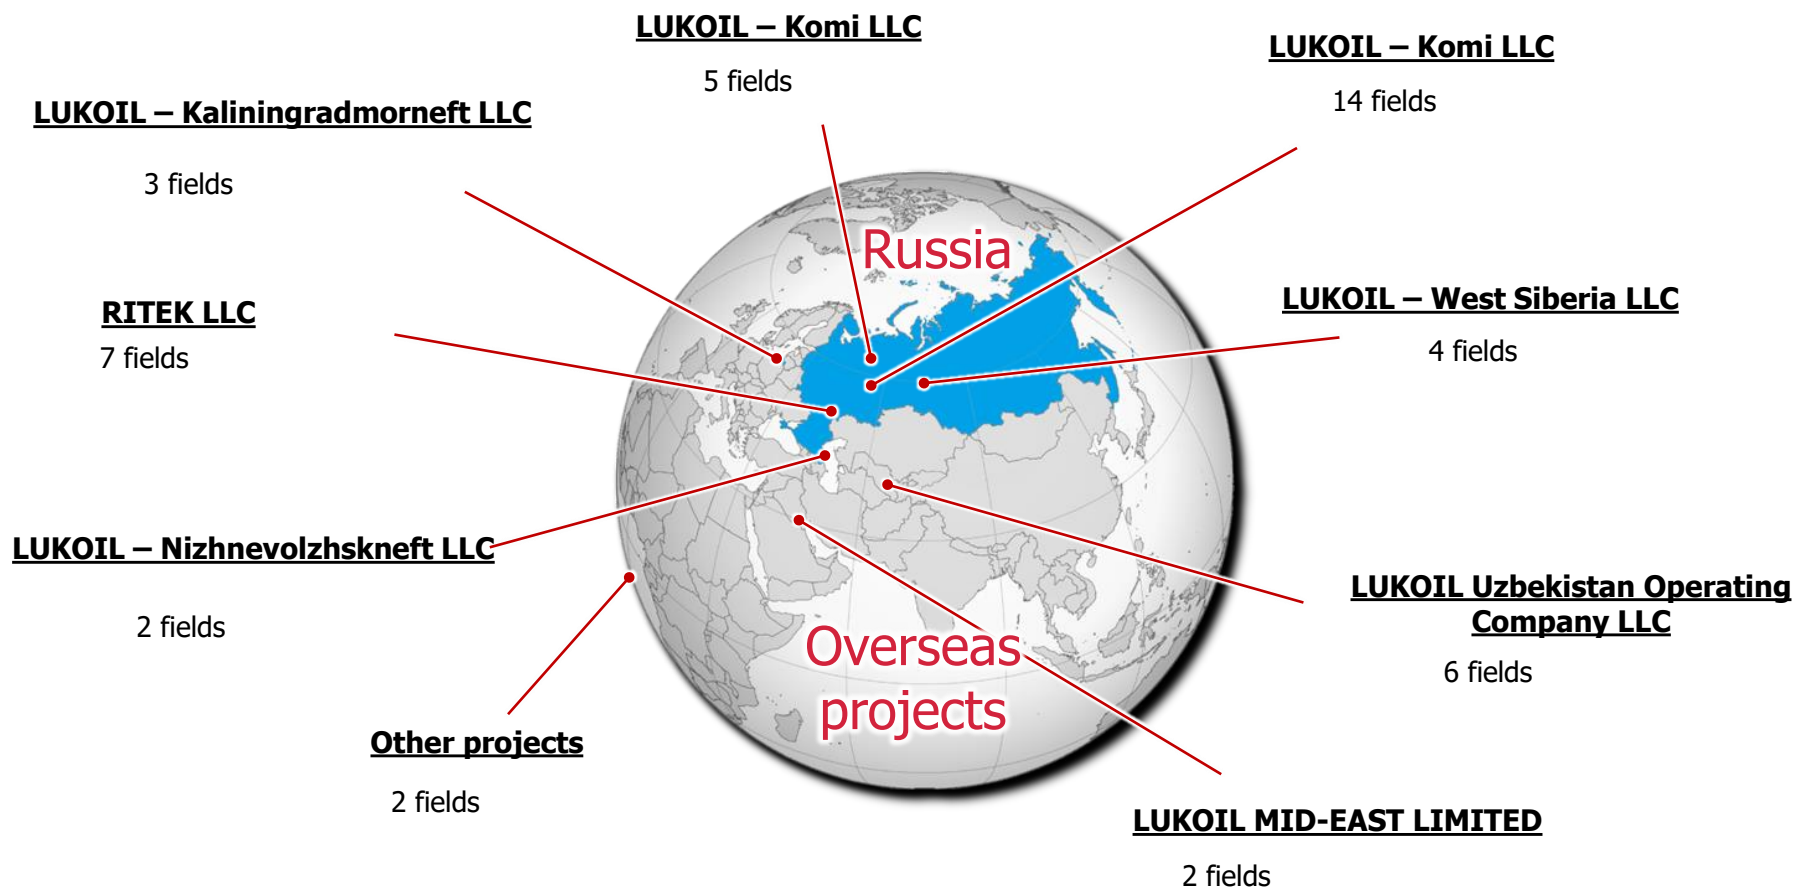 LUKOIL – Komi LLC
5 fields
LUKOIL – Komi LLC
14 fields
LUKOIL – Kaliningradmorneft LLC
3 fields
Russia
RITEK LLC
7 fields
LUKOIL – West Siberia LLC
4 fields
LUKOIL – Nizhnevolzhskneft LLC
2 fields
LUKOIL Uzbekistan Operating
Company LLC
6 fields
Overseas
projects
Other projects
2 fields
LUKOIL MID-EAST LIMITED
2 fields